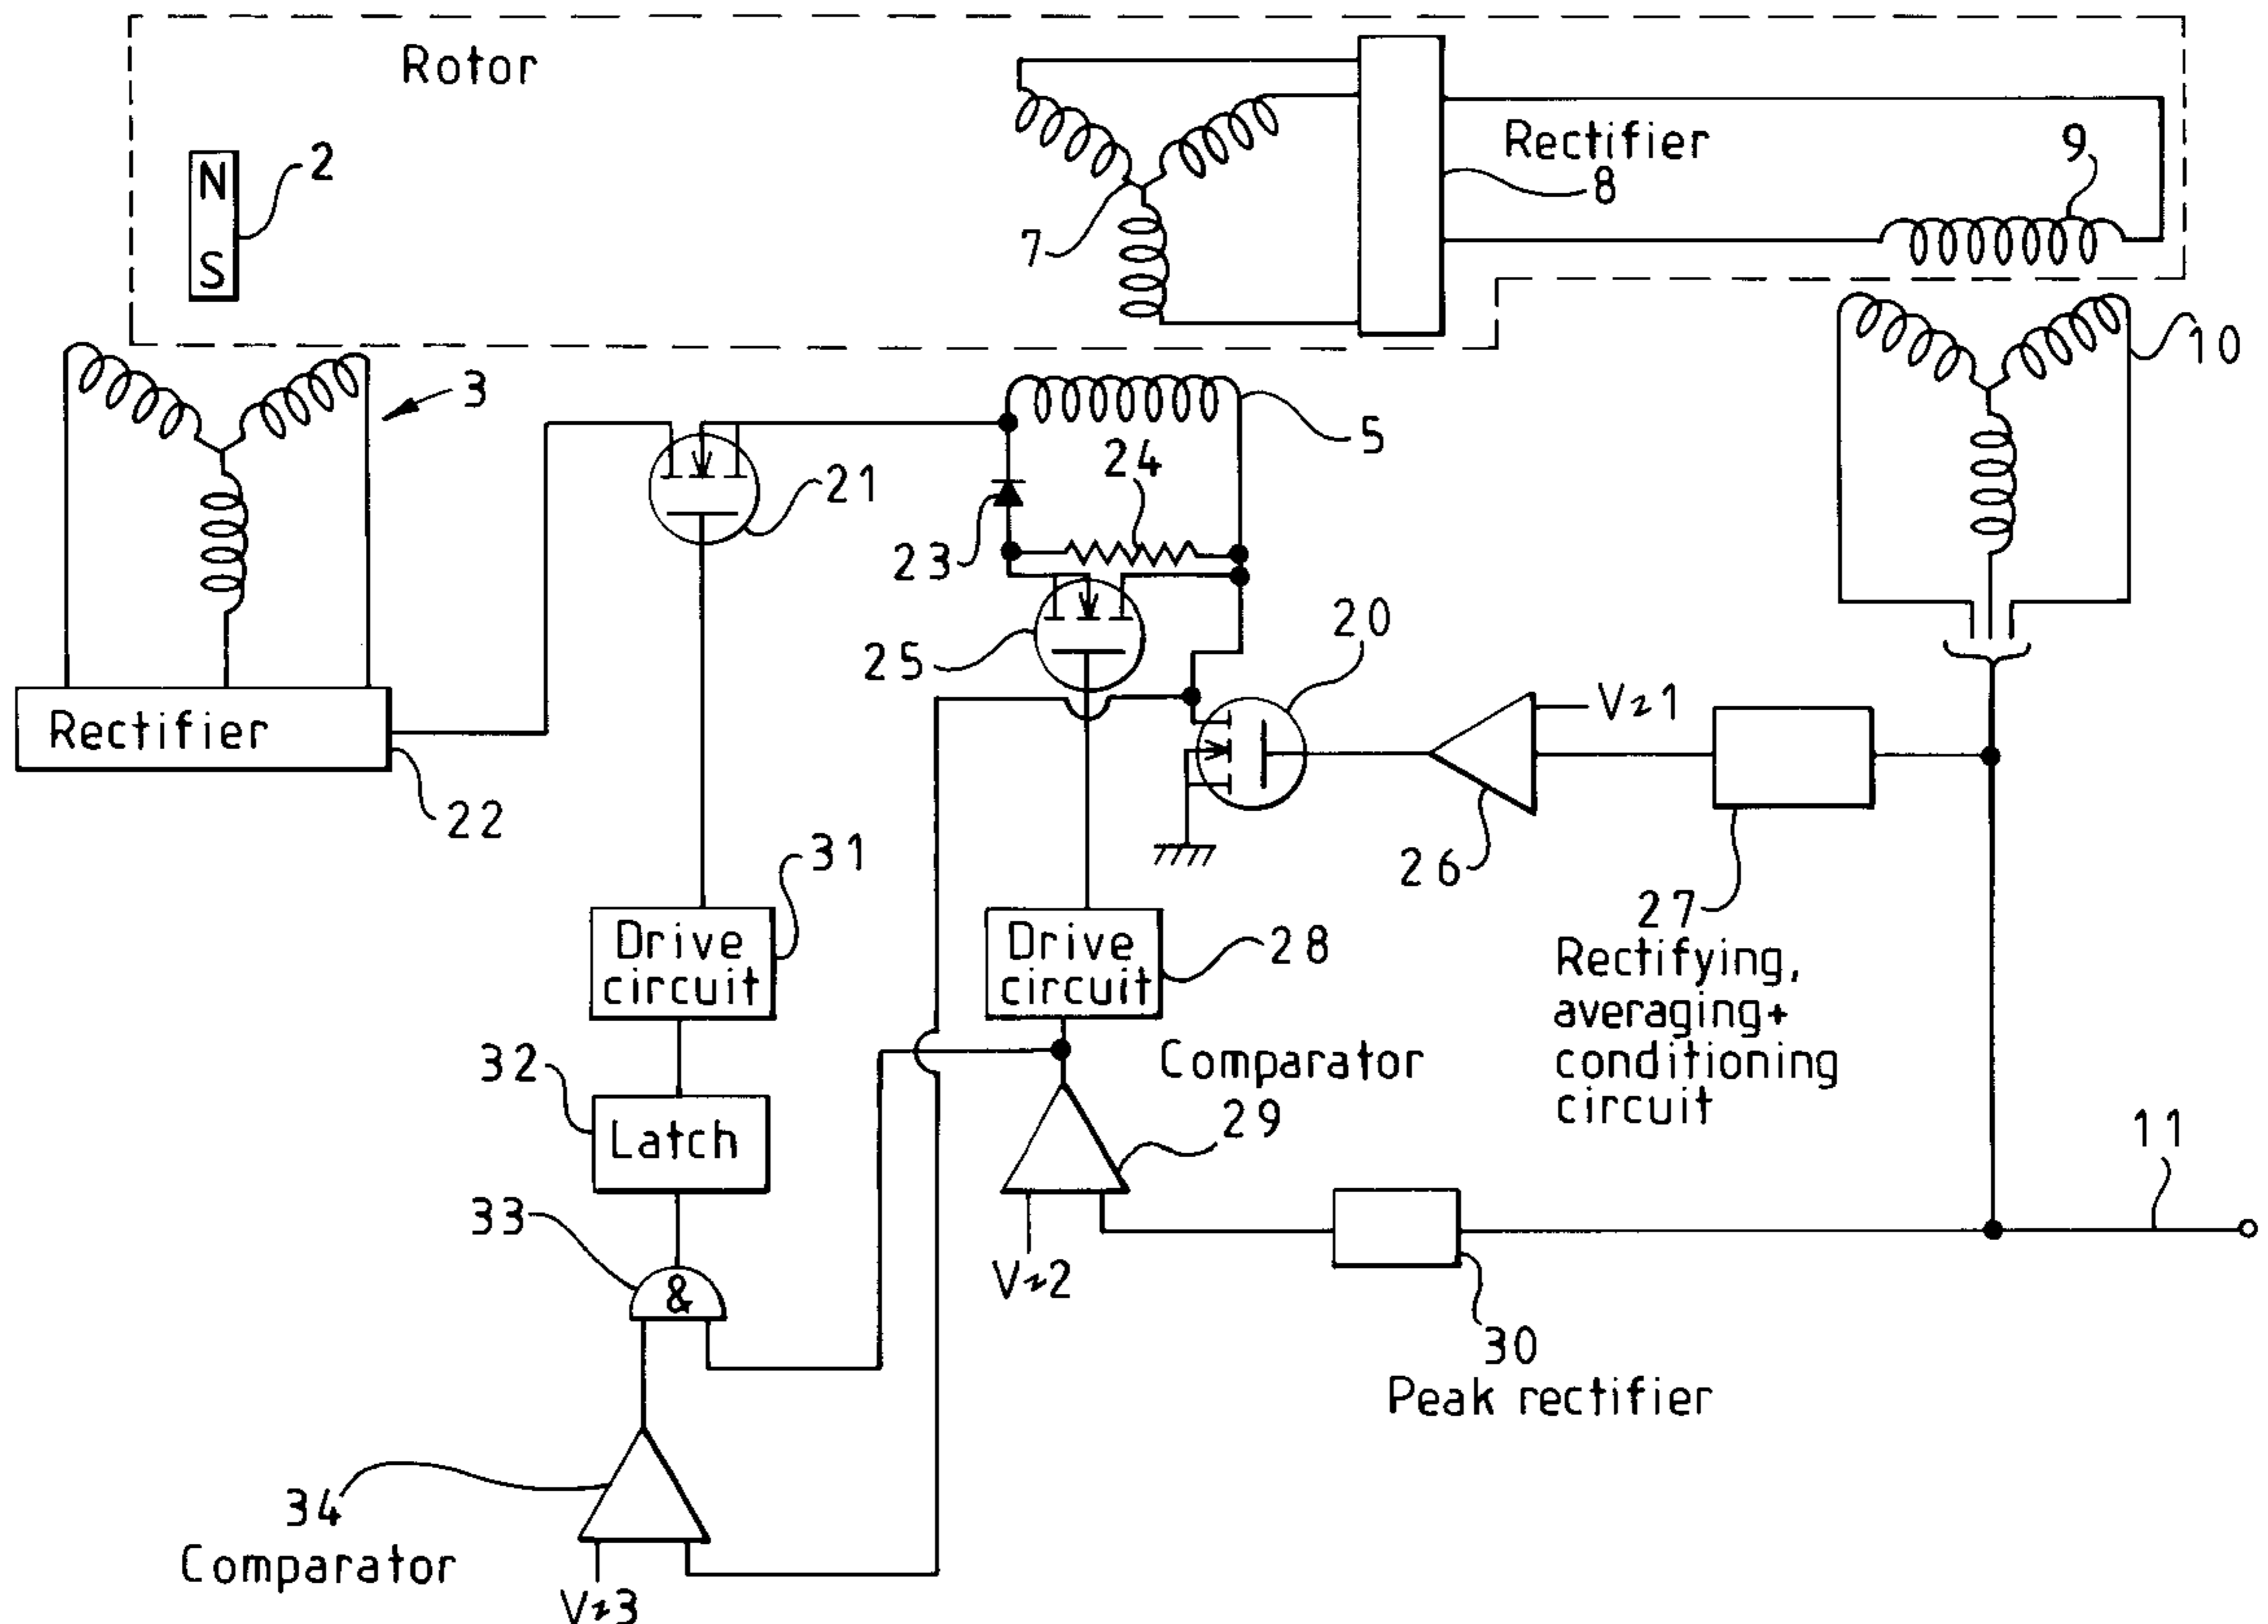 Rotor
N
S
2
7
Rectifier
8
9
3
5
10
21
23
24
25
20
Rectifier
22
Vz1
26
27
Rectifying,
averaging+
conditioning
circuit
31
Drive
circuit
Drive
circuit
28
32
Latch
Comparator
29
11
33
&
Vz2
30
Peak rectifier
34
Comparator
Vz3